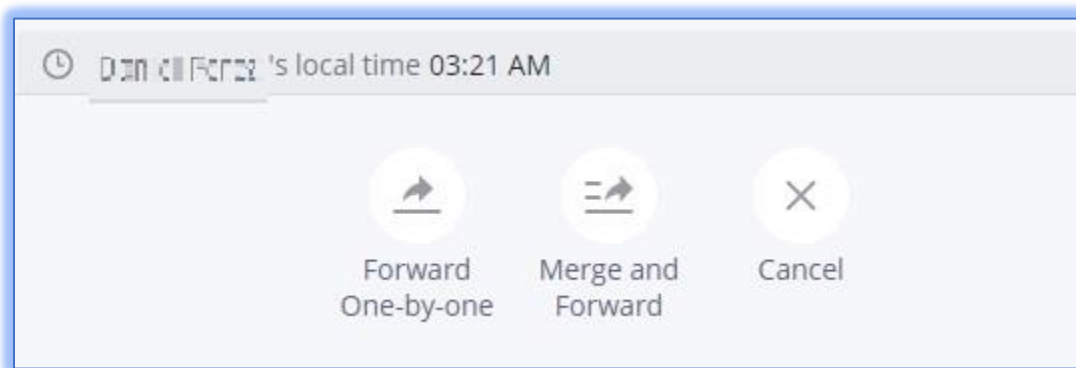 's local time 03:21 AM
Forward
One-by-one
Merge and
Forward
Cancel